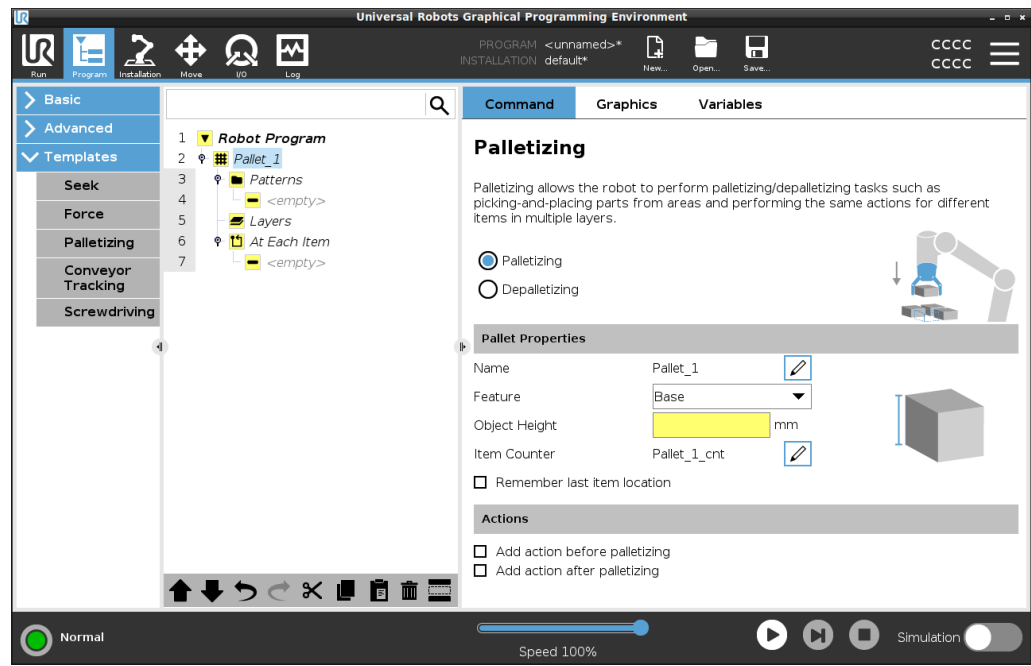 Universal Robots Graphical Programming Environment
UR
Run
Program
Installation
Move
I/O
Log
PROGRAM <unnamed>*
INSTALLATION default*
New...
Open...
Save...
CCCC
CCCC
Basic
Advanced
Templates
Seek
Force
Palletizing
Conveyor
Tracking
Screwdriving
1 Robot Program
2 Pallet_1
3 Patterns
4 <empty>
5 Layers
6 At Each Item
7 <empty>
Command Graphics Variables
Palletizing
Palletizing allows the robot to perform palletizing/depalletizing tasks such as
picking-and-placing parts from areas and performing the same actions for different
items in multiple layers.
Palletizing
Depalletizing
Pallet Properties
Name Pallet_1
Feature Base
Object Height mm
Item Counter Pallet_1_cnt
Remember last item location
Actions
Add action before palletizing
Add action after palletizing
Normal
Speed 100%
Simulation